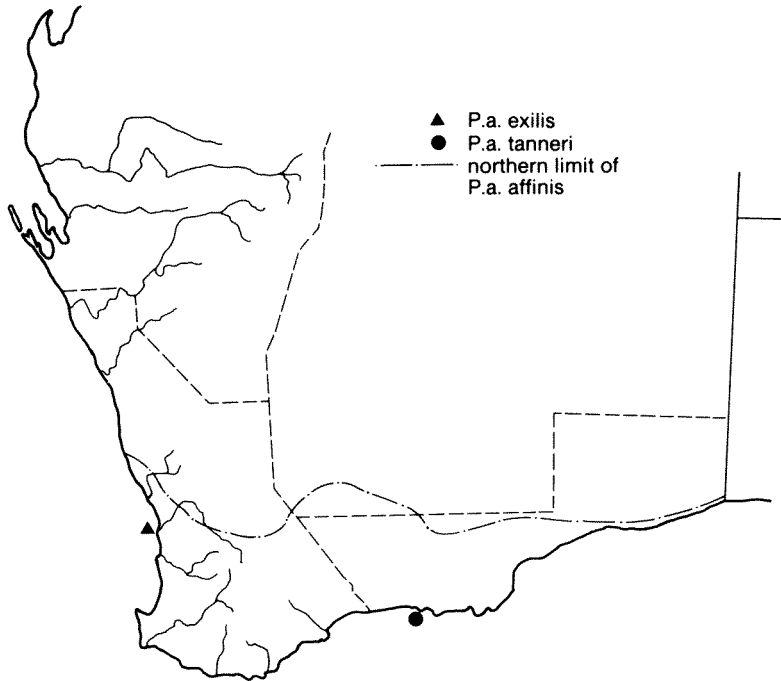 P.a. exilis
P.a. tanneri
northern limit of
P.a. affinis